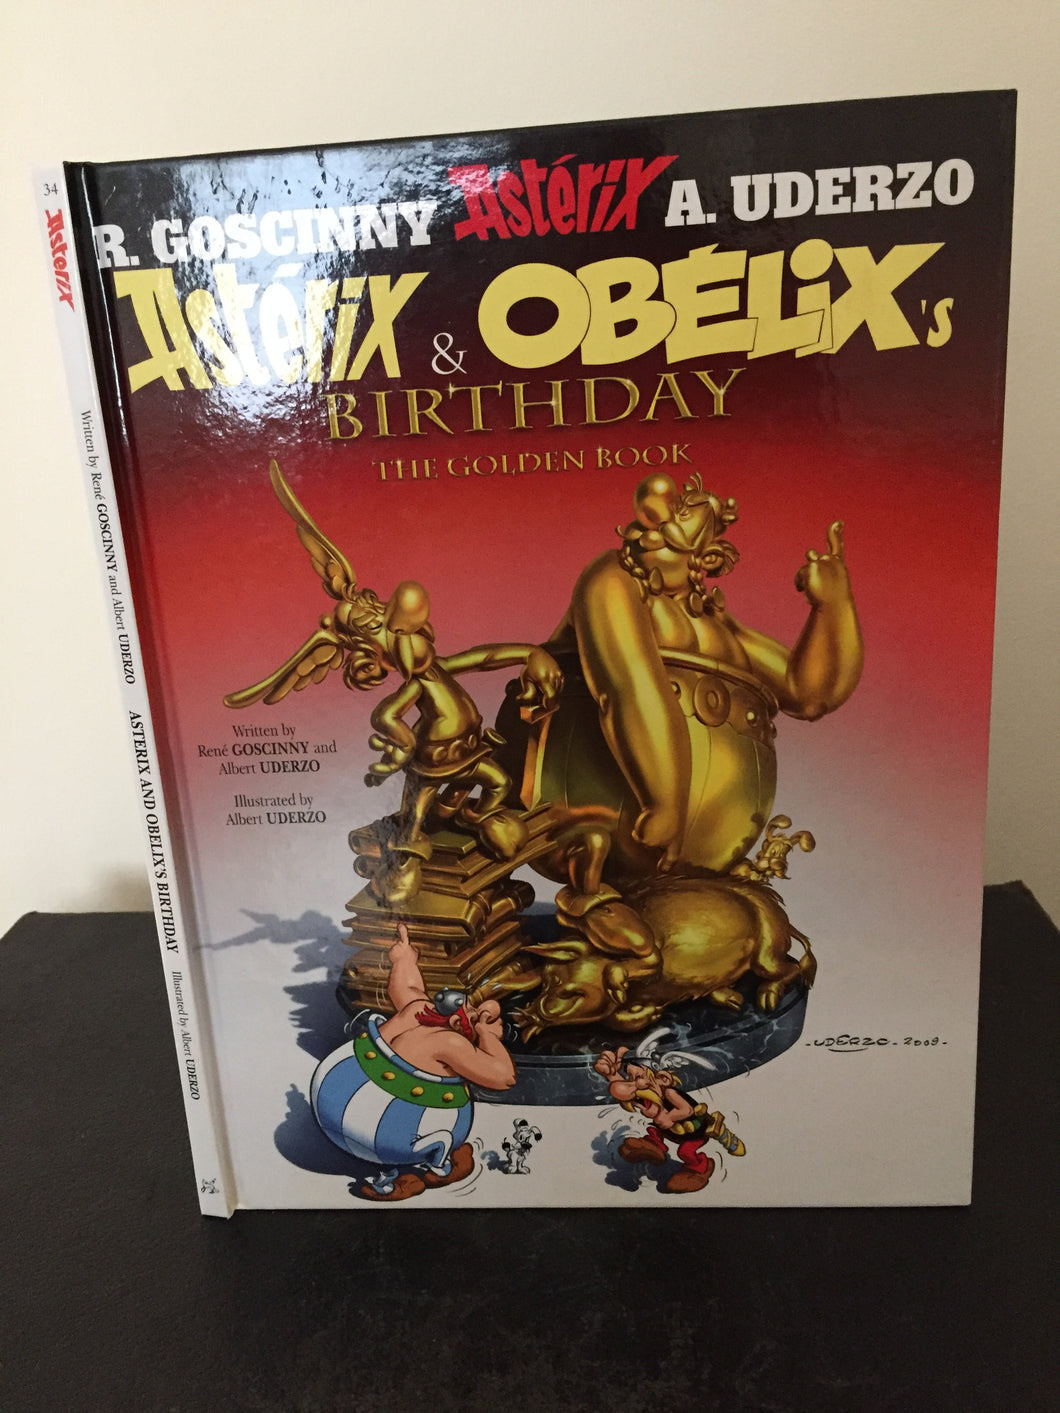 34
Asterix
Written by René GOSCINNY and Albert UDERZO
ASTERIX AND OBELIX'S BIRTHDAY
Illustrated by Albert UDERZO
R. GOSCINNY Astérix A. UDERZO
Astérix & OBÉLIX's
BIRTHDAY
THE GOLDEN BOOK
Written by
René GOSCINNY and
Albert UDERZO
Illustrated by
Albert UDERZO
-UDERZO-2009-